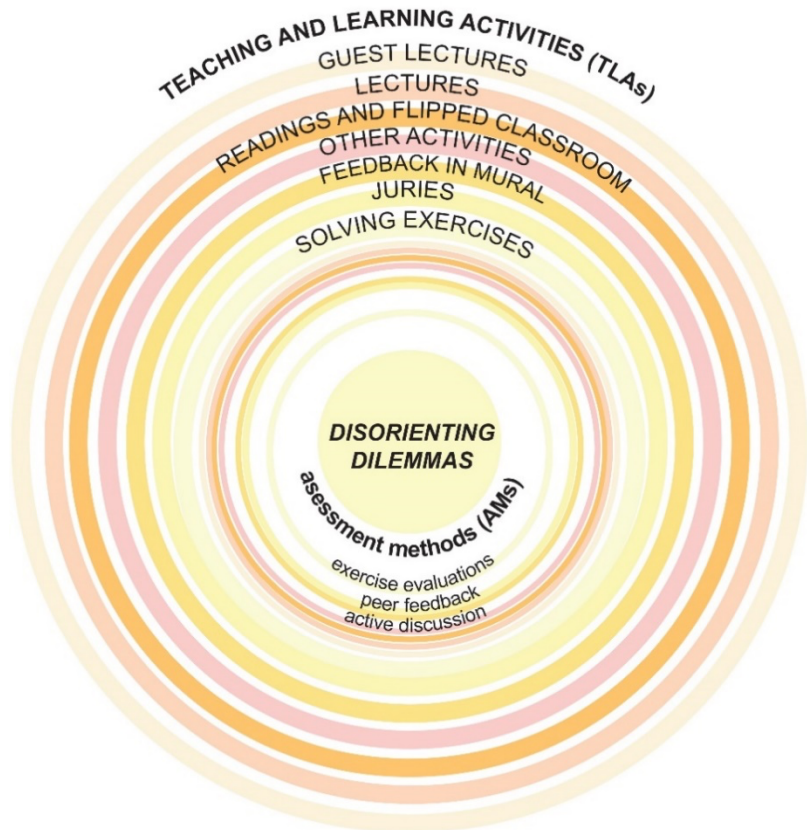 TEACHING AND LEARNING ACTIVITIES (TLAs)
GUEST LECTURES
LECTURES
READINGS AND FLIPPED CLASSROOM
OTHER ACTIVITIES
FEEDBACK IN MURAL
JURIES
SOLVING EXERCISES
DISORIENTING
DILEMMAS
asessment methods (AMs)
exercise evaluations
peer feedback
active discussion